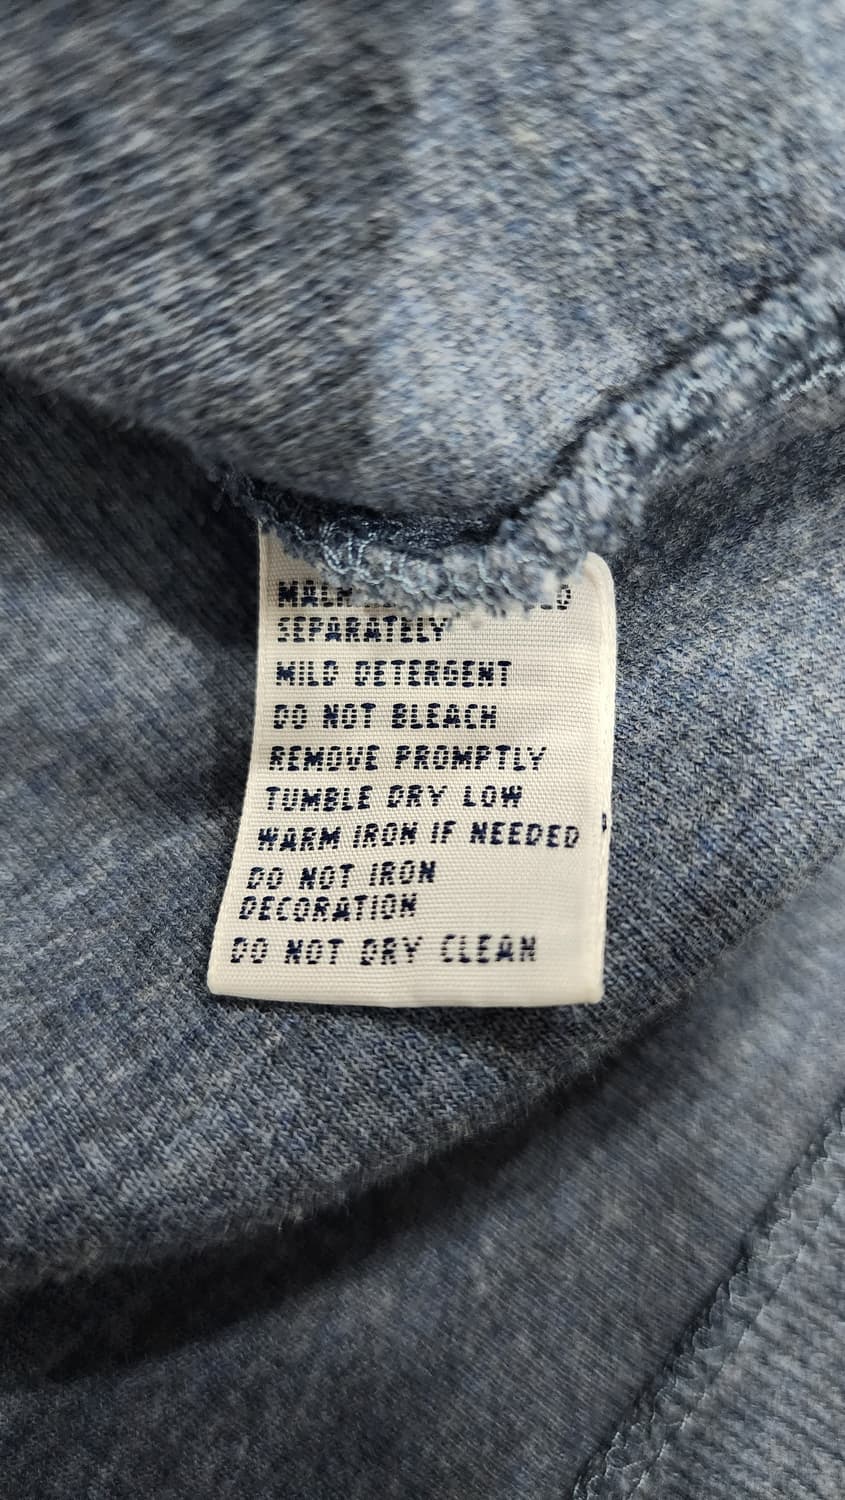 SEPARATELY
MILD DETERGENT
DO NOT BLEACH
REMOVE PROMPTLY
TUMBLE DRY LOW
WARM IRON IF NEEDED
DO NOT IRON
DECORATION
DO NOT DRY CLEAN